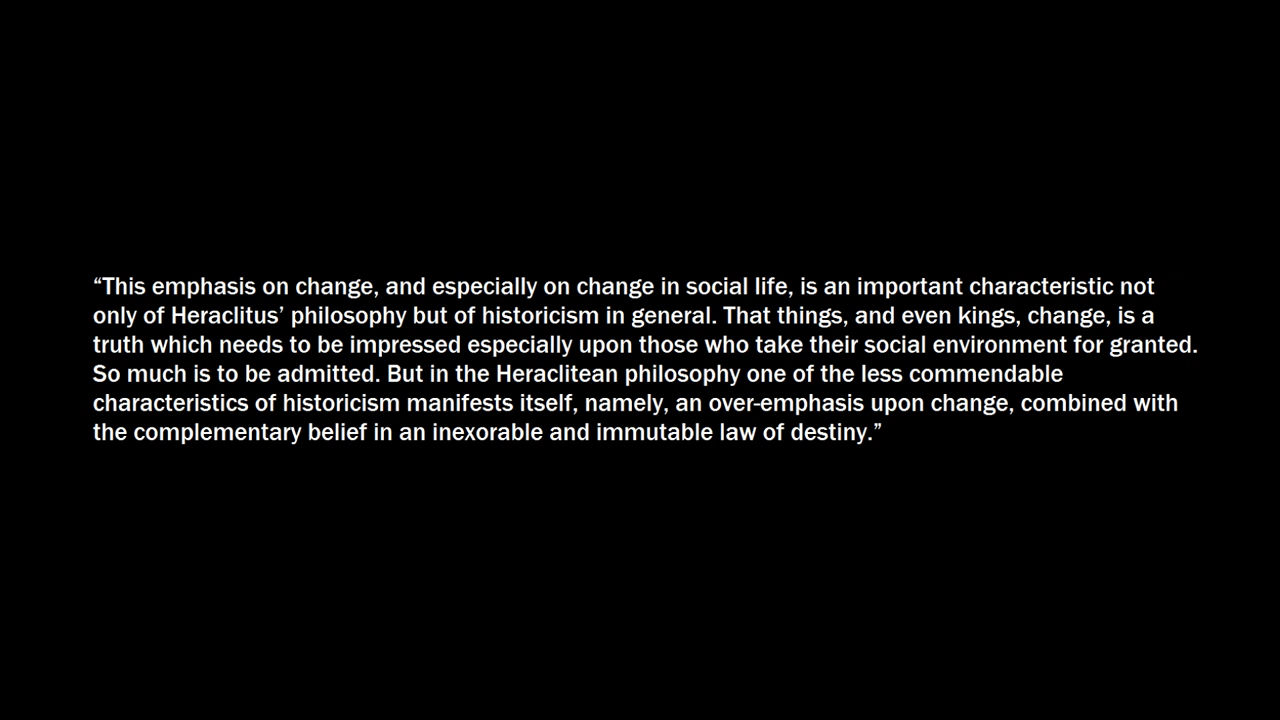 “This emphasis on change, and especially on change in social life, is an important characteristic not
only of Heraclitus’ philosophy but of historicism in general. That things, and even kings, change, is a
truth which needs to be impressed especially upon those who take their social environment for granted.
So much is to be admitted. But in the Heraclitean philosophy one of the less commendable
characteristics of historicism manifests itself, namely, an over-emphasis upon change, combined with
the complementary belief in an inexorable and immutable law of destiny.”